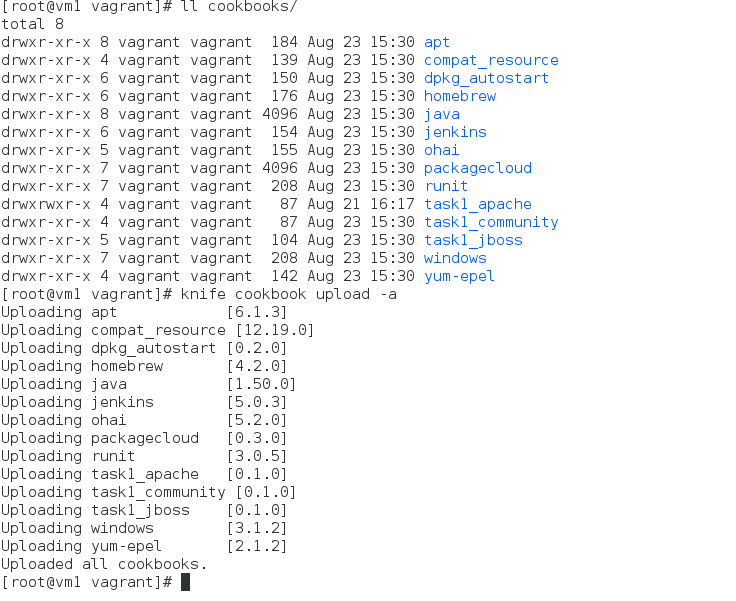 [root@vm1 vagrant]# ll cookbooks/
total 8
drwxr-xr-x 8 vagrant vagrant  184 Aug 23 15:30 apt
drwxr-xr-x 4 vagrant vagrant  139 Aug 23 15:30 compat_resource
drwxr-xr-x 6 vagrant vagrant  150 Aug 23 15:30 dpkg_autostart
drwxr-xr-x 6 vagrant vagrant  176 Aug 23 15:30 homebrew
drwxr-xr-x 8 vagrant vagrant 4096 Aug 23 15:30 java
drwxr-xr-x 6 vagrant vagrant  154 Aug 23 15:30 jenkins
drwxr-xr-x 5 vagrant vagrant  155 Aug 23 15:30 ohai
drwxr-xr-x 7 vagrant vagrant 4096 Aug 23 15:30 packagecloud
drwxr-xr-x 7 vagrant vagrant  208 Aug 23 15:30 runit
drwxrwxr-x 4 vagrant vagrant   87 Aug 21 16:17 task1_apache
drwxr-xr-x 4 vagrant vagrant   87 Aug 23 15:30 task1_community
drwxr-xr-x 5 vagrant vagrant  104 Aug 23 15:30 task1_jboss
drwxr-xr-x 7 vagrant vagrant  208 Aug 23 15:30 windows
drwxr-xr-x 4 vagrant vagrant  142 Aug 23 15:30 yum-epel
[root@vm1 vagrant]# knife cookbook upload -a
Uploading apt            [6.1.3]
Uploading compat_resource [12.19.0]
Uploading dpkg_autostart [0.2.0]
Uploading homebrew       [4.2.0]
Uploading java           [1.50.0]
Uploading jenkins        [5.0.3]
Uploading ohai           [5.2.0]
Uploading packagecloud   [0.3.0]
Uploading runit          [3.0.5]
Uploading task1_apache   [0.1.0]
Uploading task1_community [0.1.0]
Uploading task1_jboss    [0.1.0]
Uploading windows        [3.1.2]
Uploading yum-epel       [2.1.2]
Uploaded all cookbooks.
[root@vm1 vagrant]#